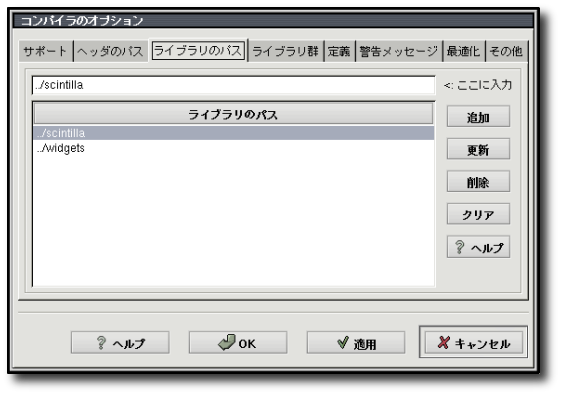 コンパイラのオプション
サポート ヘッダのパス ライブラリのパス ライブラリ群 定義 警告メッセージ 最適化 その他
../scintilla <: ここに入力
ライブラリのパス 追加
../scintilla
../widgets 更新
削除
クリア
? ヘルプ
? ヘルプ OK 適用 キャンセル